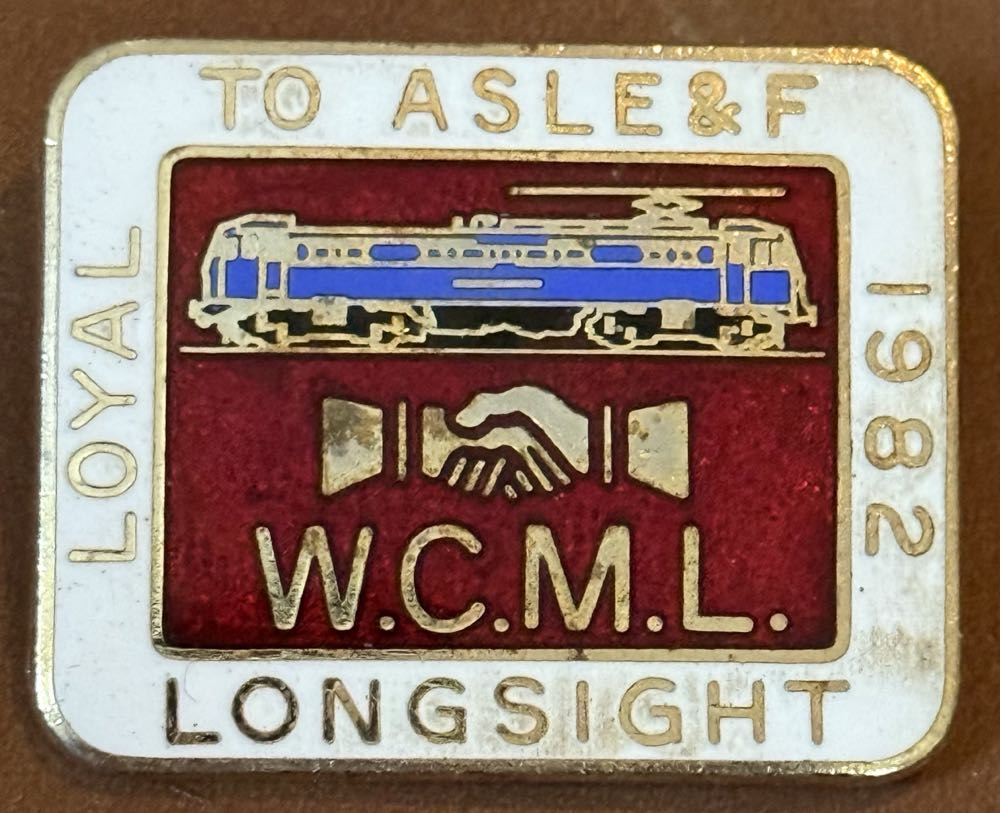 LOYAL
TO ASLE&F
1982
W.C.M.L.
LONGSIGHT